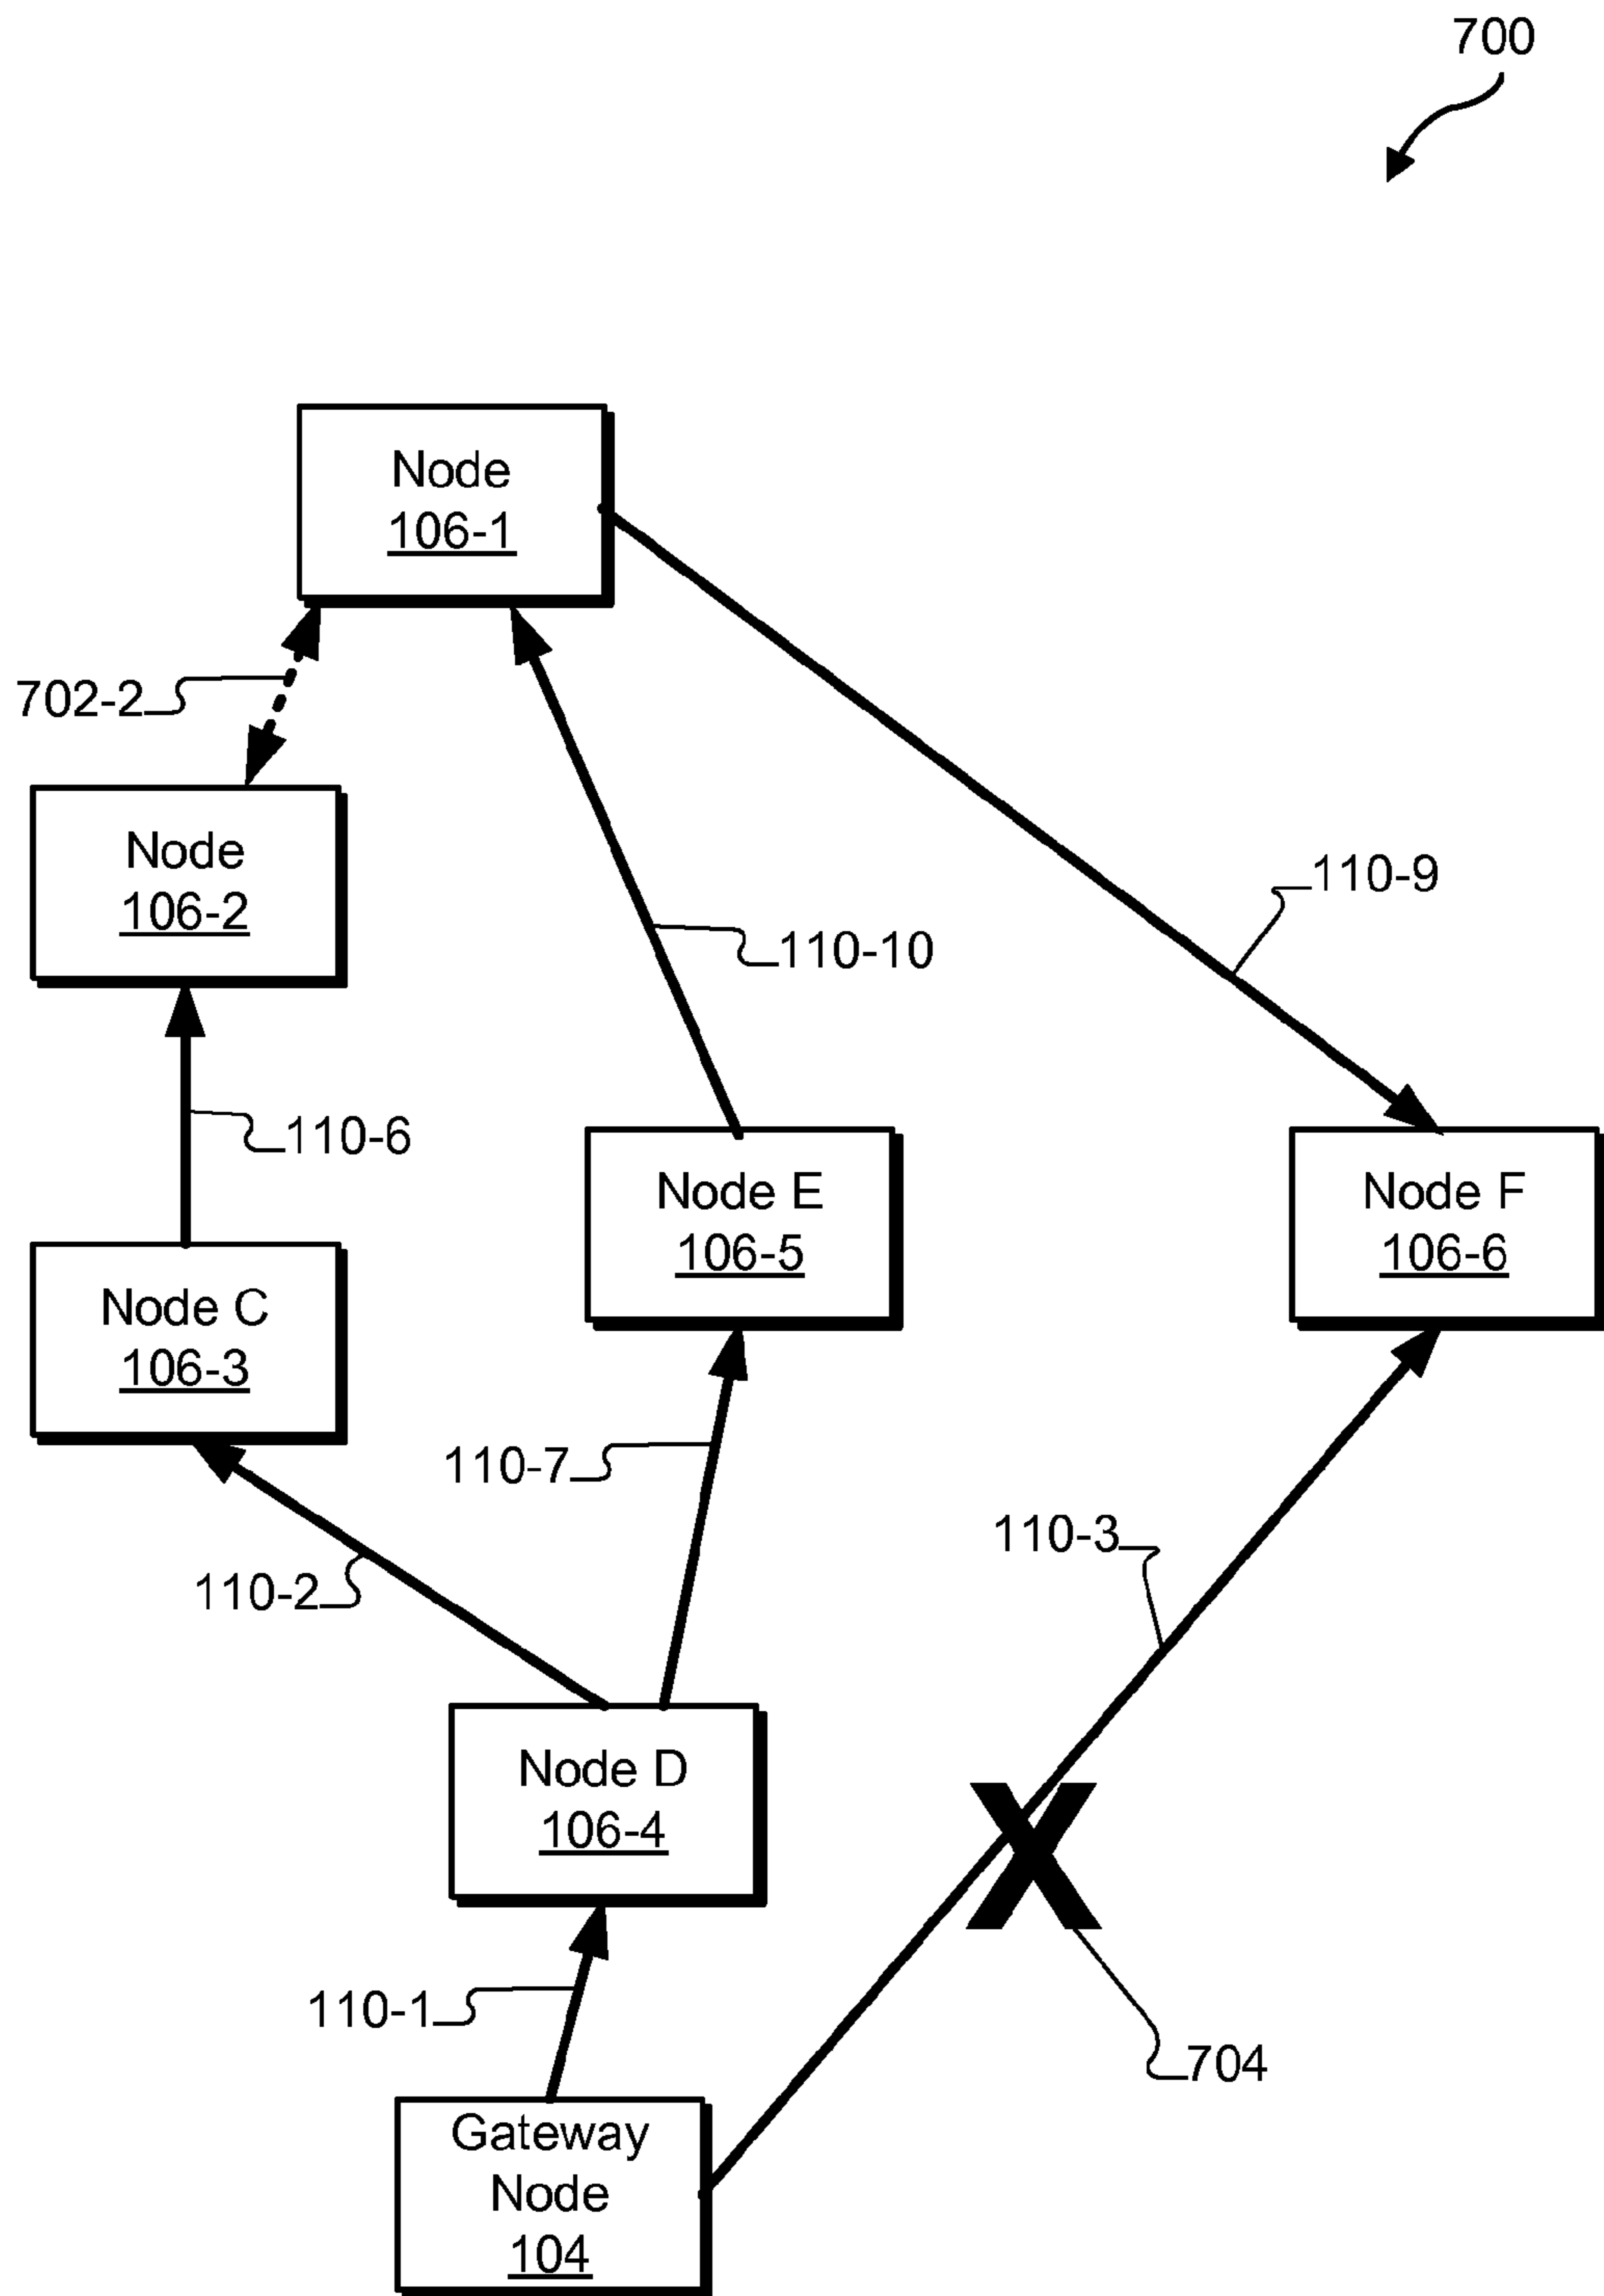 700
Node
106-1
702-2
Node
106-2
110-9
110-10
110-6
Node E
106-5
Node F
106-6
Node C
106-3
110-7
110-3
110-2
Node D
106-4
X
110-1
704
Gateway
Node
104